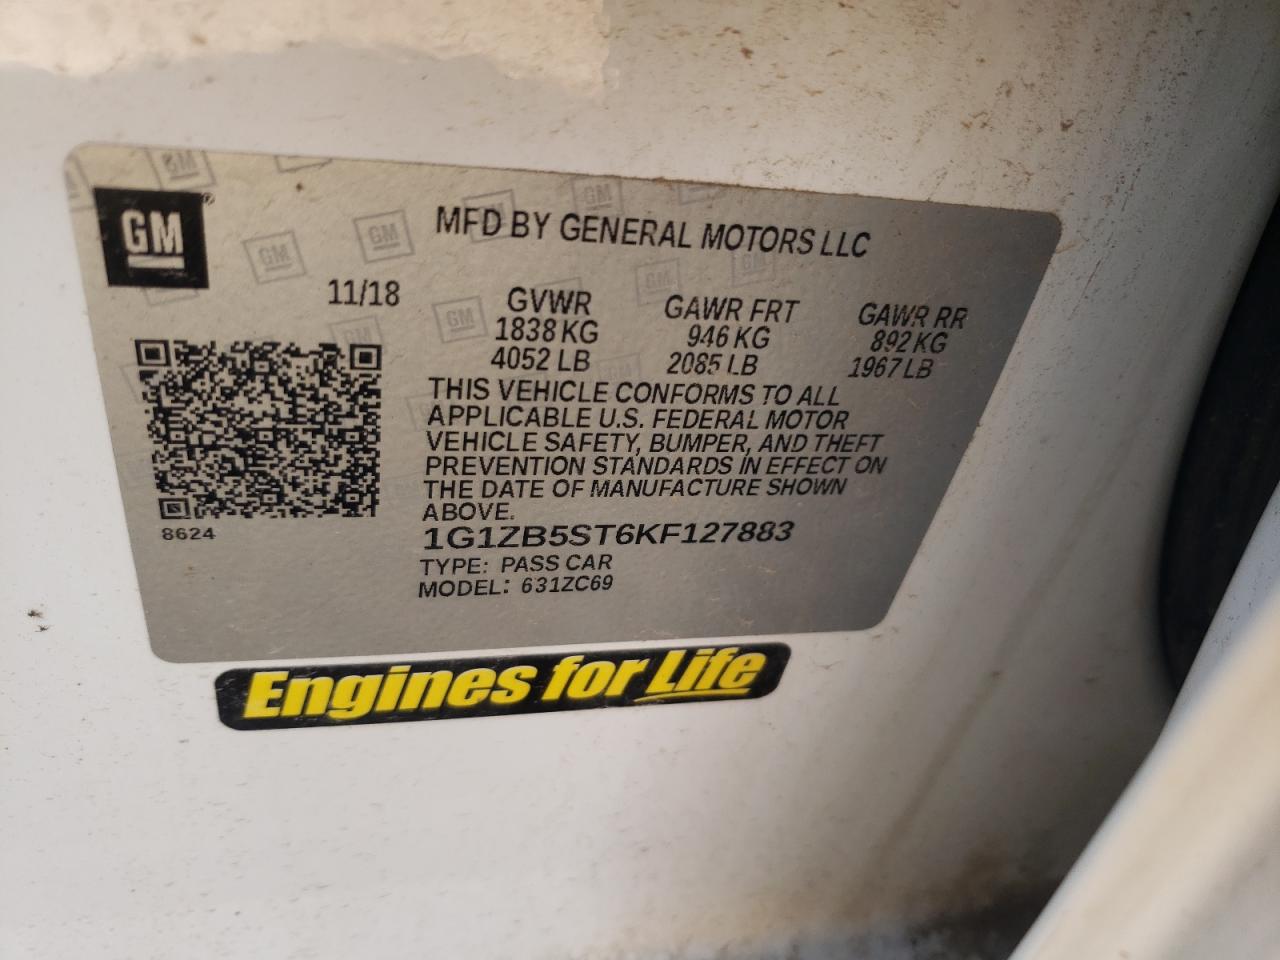 GM
MFD BY GENERAL MOTORS LLC
11/18
GVWR GAWR FRT GAWR RR
1838 KG 946 KG 892 KG
4052 LB 2085 LB 1967 LB
THIS VEHICLE CONFORMS TO ALL
APPLICABLE U.S. FEDERAL MOTOR
VEHICLE SAFETY, BUMPER, AND THEFT
PREVENTION STANDARDS IN EFFECT ON
THE DATE OF MANUFACTURE SHOWN
ABOVE.
8624
1G1ZB5ST6KF127883
TYPE: PASS CAR
MODEL: 631ZC69
Engines for Life